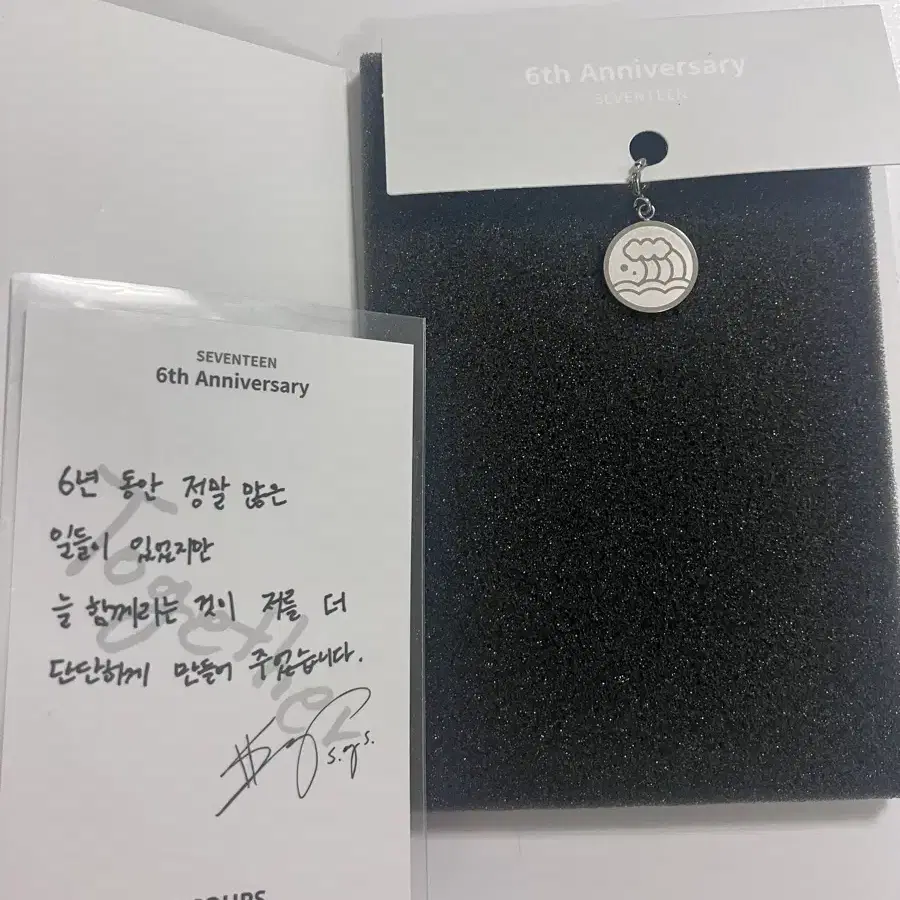 6th Anniversary
SEVENTEEN
SEVENTEEN
6th Anniversary
Together
6년 동안 정말 많은
일들이 있었지만
늘 함께라는 것이 저를 더
단단하게 만들어 주었습니다.
s.q.s.